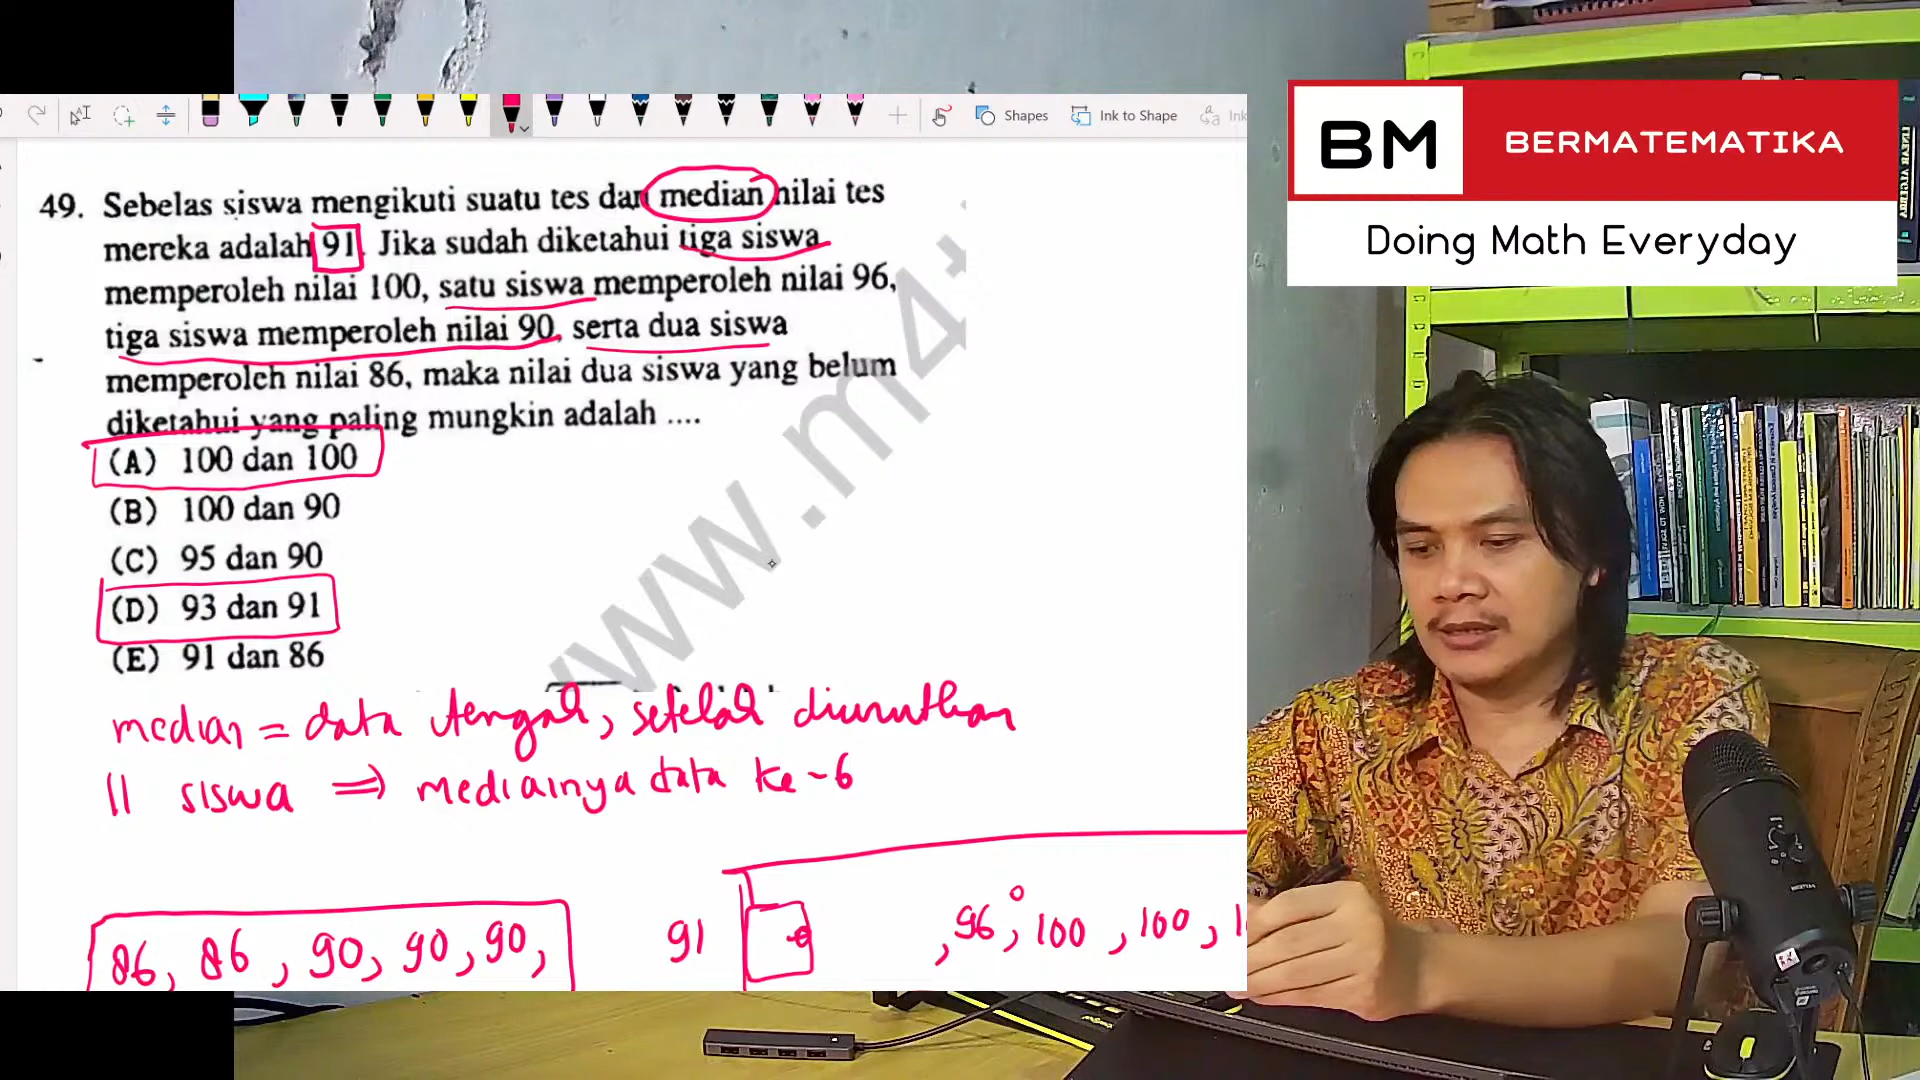 Shapes
Ink to Shape
Ink
BM BERMATEMATIKA
Doing Math Everyday
49. Sebelas siswa mengikuti suatu tes dan median nilai tes
mereka adalah 91. Jika sudah diketahui tiga siswa
memperoleh nilai 100, satu siswa memperoleh nilai 96,
tiga siswa memperoleh nilai 90, serta dua siswa
memperoleh nilai 86, maka nilai dua siswa yang belum
diketahui yang paling mungkin adalah ....
(A) 100 dan 100
(B) 100 dan 90
(C) 95 dan 90
(D) 93 dan 91
(E) 91 dan 86
www.m4
median = data tengah, setelah diurutkan
11 siswa ⇒ mediannya data ke-6
86, 86, 90, 90, 90, 91 , 96, 100, 100, 1